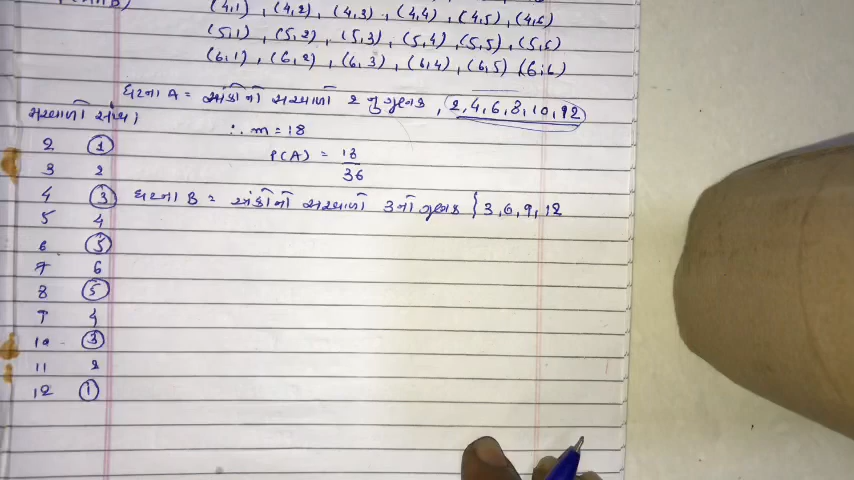 (4,1) , (4,2) , (4,3) , (4,4) , (4,5) , (4,6)
(5,1) , (5,2) , (5,3) , (5,4) , (5,5) , (5,6)
(6,1) , (6,2) , (6,3) , (6,4) , (6,5) , (6,6)
ઘટના A = અંકોનો સરવાળો 2 નુ ગુણક , 2,4,6,8,10,12
સરવાળો સંખ્યા
∴ m = 18
P(A) = 18/36
2 1
3 2
4 3 ઘટના B = અંકોનો સરવાળો 3નો ગુણક { 3,6,9,12
5 4
6 5
7 6
8 5
9 4
10 3
11 2
12 1